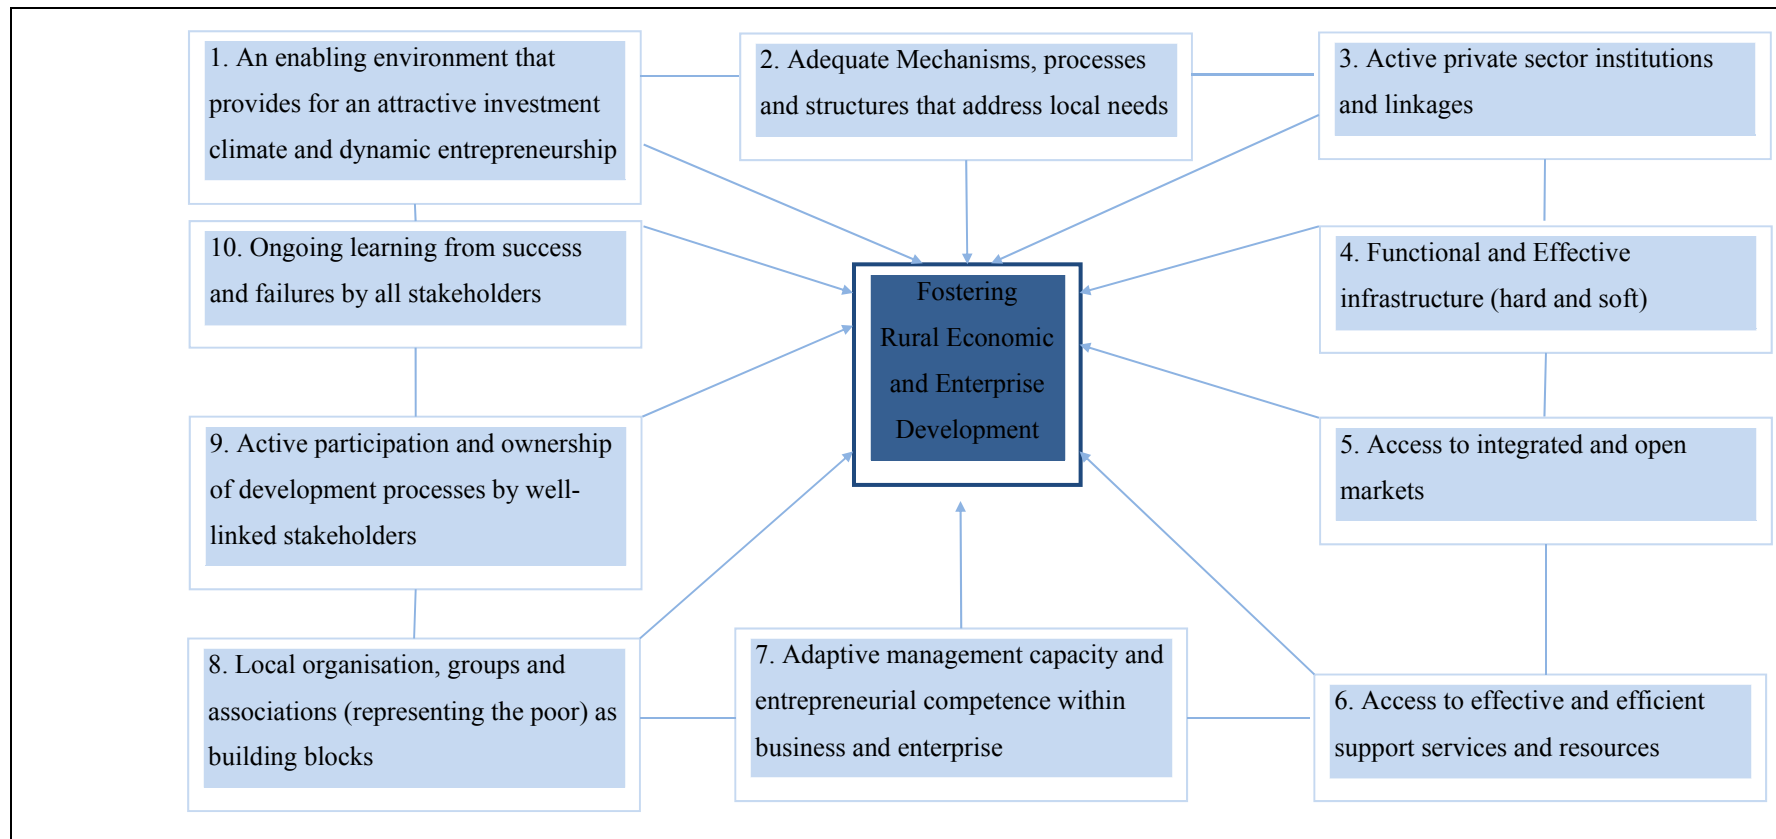 1. An enabling environment that
provides for an attractive investment
climate and dynamic entrepreneurship
2. Adequate Mechanisms, processes
and structures that address local needs
3. Active private sector institutions
and linkages
10. Ongoing learning from success
and failures by all stakeholders
Fostering
Rural Economic
and Enterprise
Development
4. Functional and Effective
infrastructure (hard and soft)
9. Active participation and ownership
of development processes by well-
linked stakeholders
5. Access to integrated and open
markets
8. Local organisation, groups and
associations (representing the poor) as
building blocks
7. Adaptive management capacity and
entrepreneurial competence within
business and enterprise
6. Access to effective and efficient
support services and resources